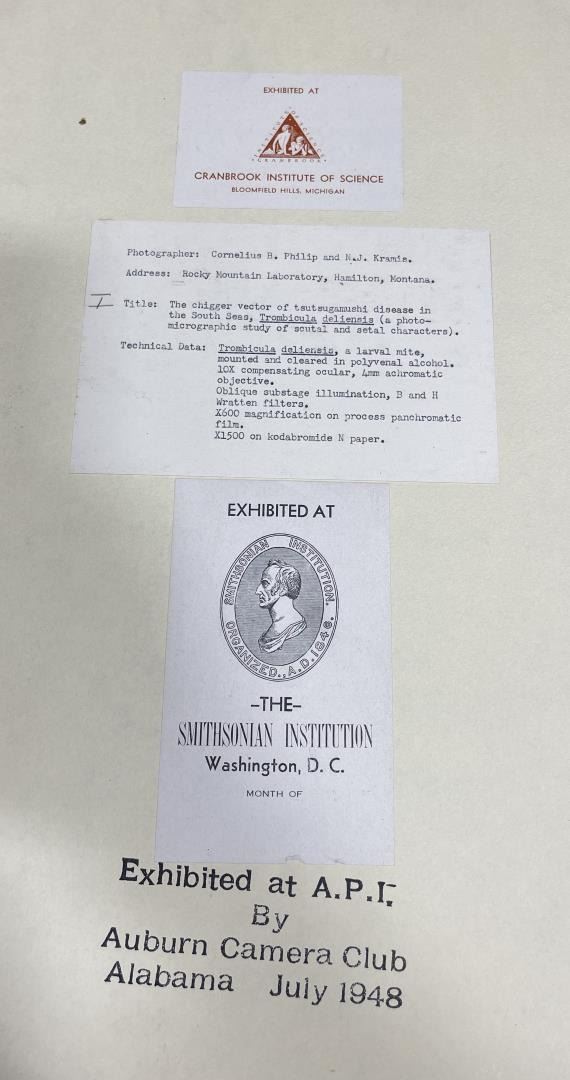 EXHIBITED AT
CRANBROOK
CRANBROOK INSTITUTE OF SCIENCE
BLOOMFIELD HILLS, MICHIGAN
Photographer: Cornelius B. Philip and N.J. Kramis.
Address: Rocky Mountain Laboratory, Hamilton, Montana.
I
Title: The chigger vector of tsutsugamushi disease in
the South Seas, Trombicula deliensis (a photo-
micrographic study of scutal and setal characters).
Technical Data: Trombicula deliensis, a larval mite,
mounted and cleared in polyvenal alcohol.
10X compensating ocular, 4mm achromatic
objective.
Oblique substage illumination, B and H
Wratten filters.
X600 magnification on process panchromatic
film.
X1500 on kodabromide N paper.
EXHIBITED AT
SMITHSONIAN INSTITUTION.
ORGANIZED., A.D. 1846.
-THE-
SMITHSONIAN INSTITUTION
Washington, D. C.
MONTH OF
Exhibited at A.P.I.
By
Auburn Camera Club
Alabama July 1948